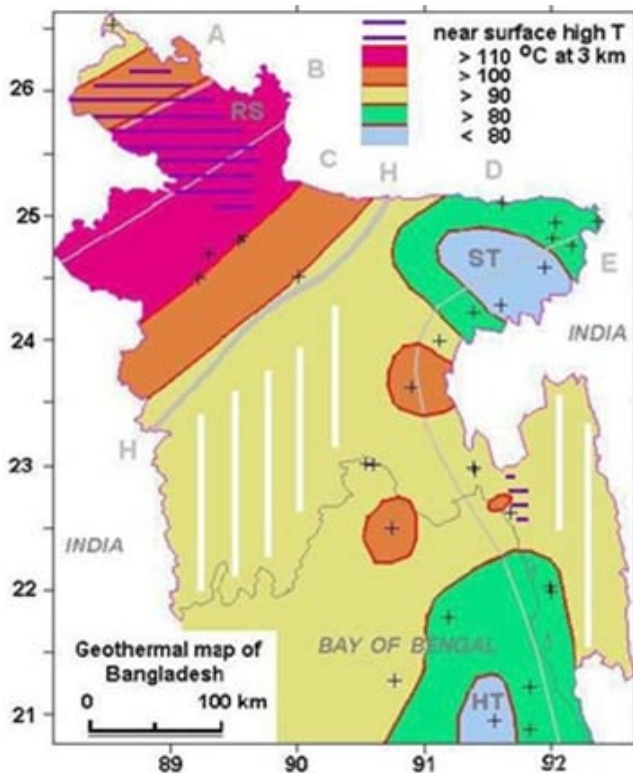 near surface high T
> 110 °C at 3 km
> 100
> 90
> 80
< 80
A
B
C
H
D
E
RS
ST
INDIA
H
INDIA
BAY OF BENGAL
HT
Geothermal map of
Bangladesh
0 100 km
26
25
24
23
22
21
89 90 91 92